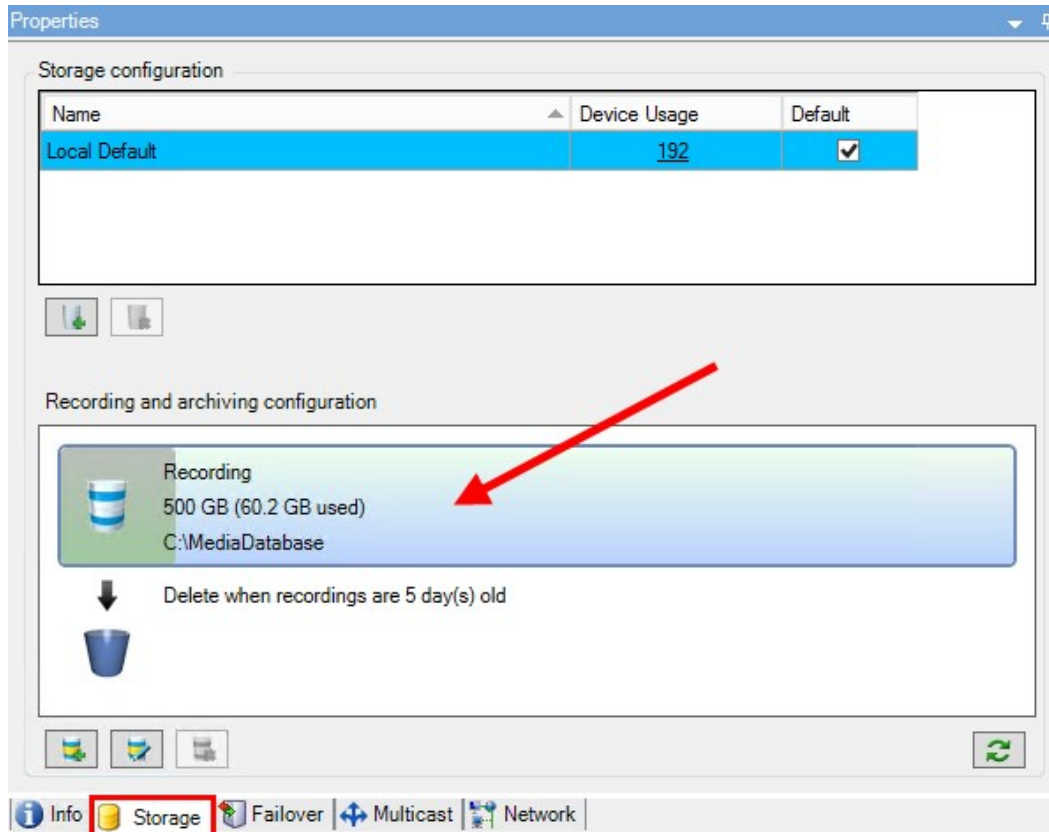 Properties
Storage configuration
Name Device Usage Default
Local Default 192
Recording and archiving configuration
Recording
500 GB (60.2 GB used)
C:\MediaDatabase
Delete when recordings are 5 day(s) old
Info Storage Failover Multicast Network